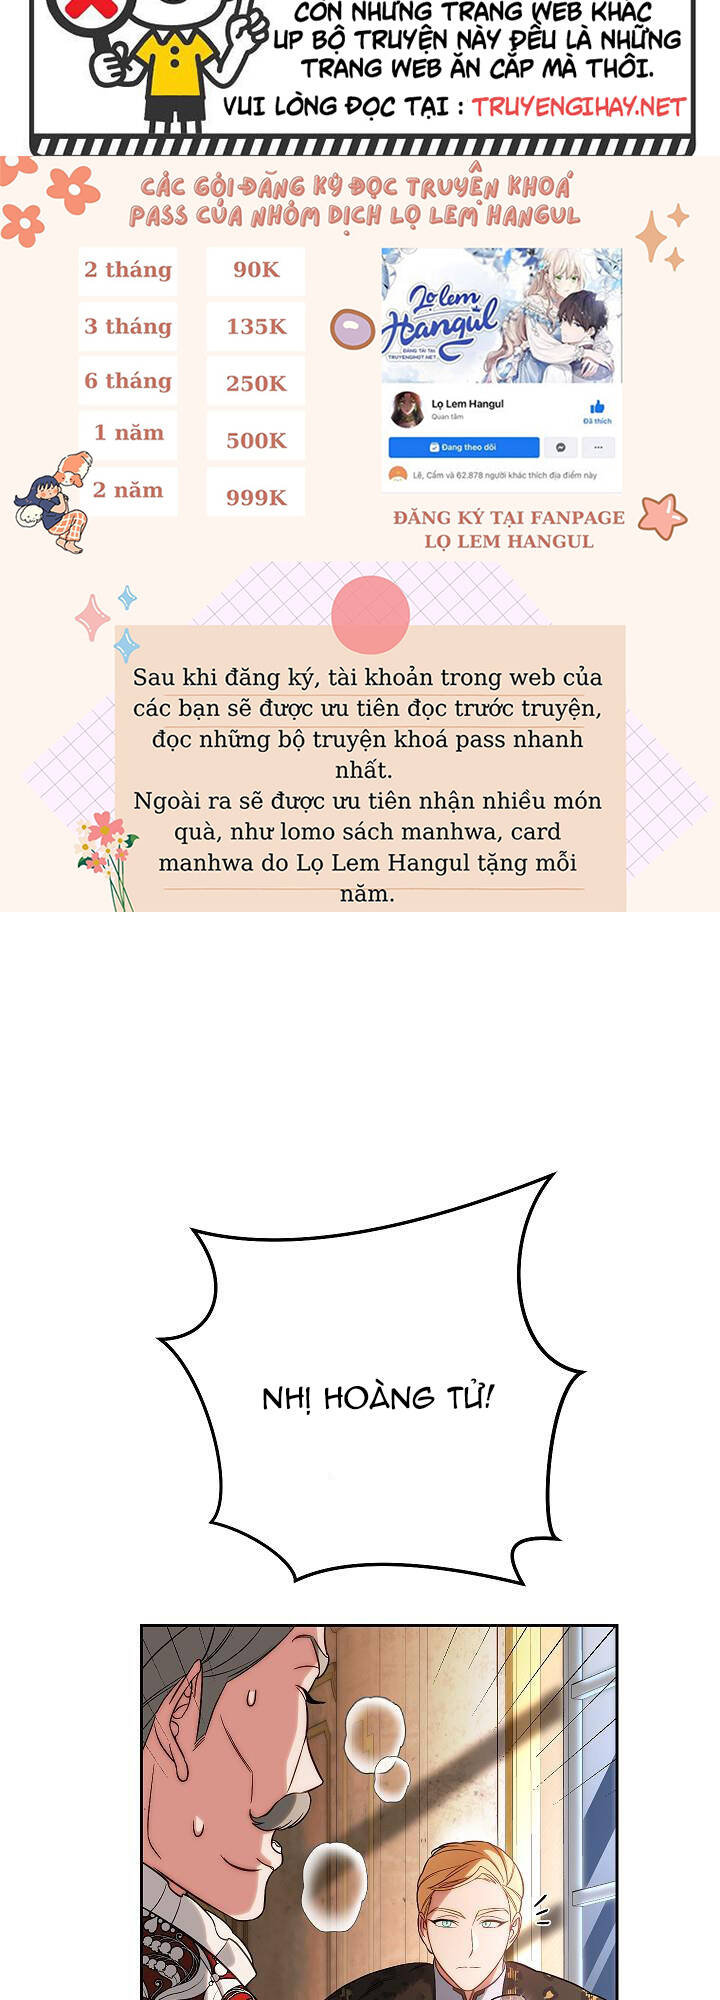 CÒN NHỮNG TRANG WEB KHÁC
UP BỘ TRUYỆN NÀY ĐỀU LÀ NHỮNG
TRANG WEB ĂN CẮP MÀ THÔI.
VUI LÒNG ĐỌC TẠI : TRUYENGIHAY.NET
CÁC GÓI ĐĂNG KÝ ĐỌC TRUYỆN KHOÁ
PASS CỦA NHÓM DỊCH LỌ LEM HANGUL
2 tháng 90K
3 tháng 135K
6 tháng 250K
1 năm 500K
2 năm 999K
Lọ lem
Hangul
ĐĂNG TẢI TẠI
TRUYENGIHOT.NET
Lọ Lem Hangul
Quan tâm
Đã thích
Đang theo dõi
Lê, Cẩm và 62.878 người khác thích địa điểm này
ĐĂNG KÝ TẠI FANPAGE
LỌ LEM HANGUL
Sau khi đăng ký, tài khoản trong web của
các bạn sẽ được ưu tiên đọc trước truyện,
đọc những bộ truyện khoá pass nhanh
nhất.
Ngoài ra sẽ được ưu tiên nhận nhiều món
quà, như lomo sách manhwa, card
manhwa do Lọ Lem Hangul tặng mỗi
năm.
NHỊ HOÀNG TỬ!